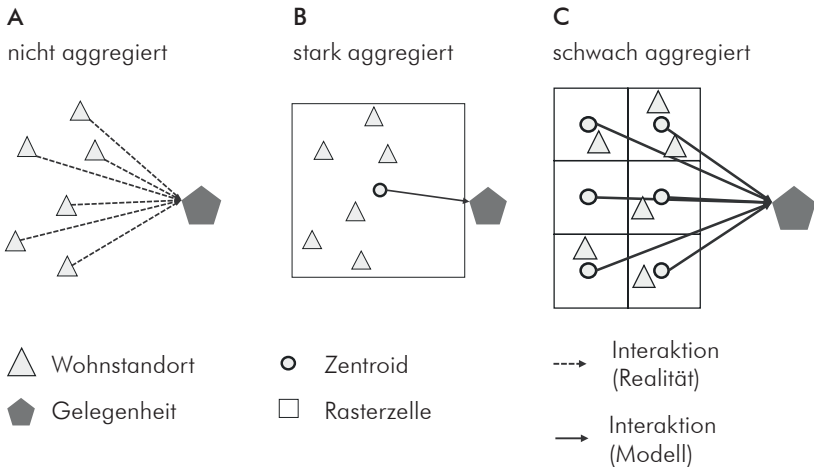 A
nicht aggregiert
B
stark aggregiert
C
schwach aggregiert
Wohnstandort
Gelegenheit
Zentroid
Rasterzelle
Interaktion
(Realität)
Interaktion
(Modell)